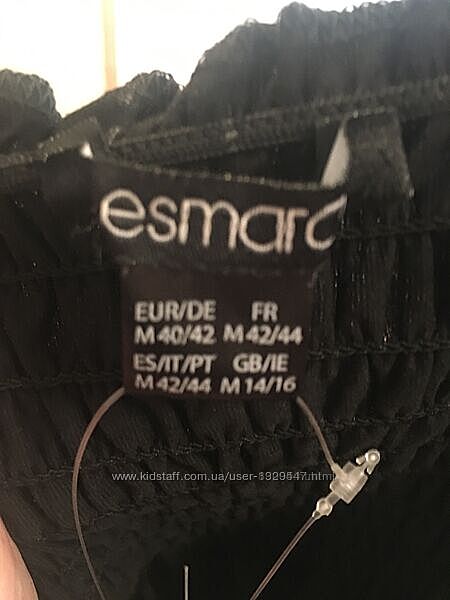 esmara
EUR/DE FR
M 40/42 M 42/44
ES/IT/PT GB/IE
M 42/44 M 14/16
www.kidstaff.com.ua/user-1329547.html